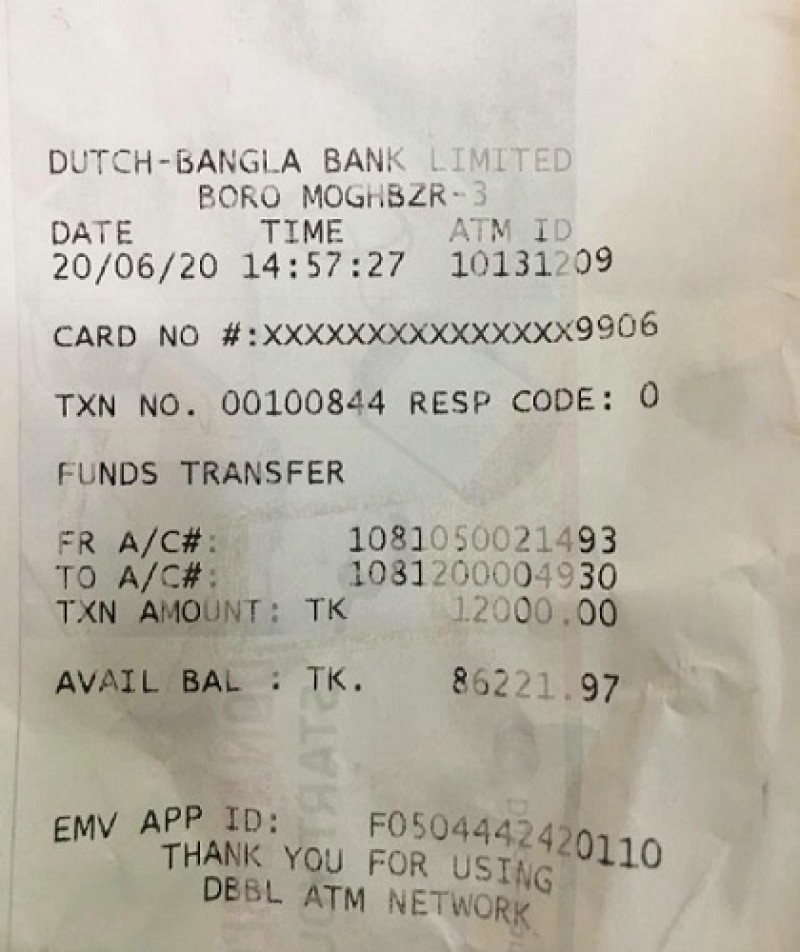 DUTCH-BANGLA BANK LIMITED
BORO MOGHBZR-3
DATE TIME ATM ID
20/06/20 14:57:27 10131209
CARD NO #:XXXXXXXXXXXXXXX9906
TXN NO. 00100844 RESP CODE: 0
FUNDS TRANSFER
FR A/C#: 1081050021493
TO A/C#: 1081200004930
TXN AMOUNT: TK 12000.00
AVAIL BAL : TK. 86221.97
EMV APP ID: F0504442420110
THANK YOU FOR USING
DBBL ATM NETWORK